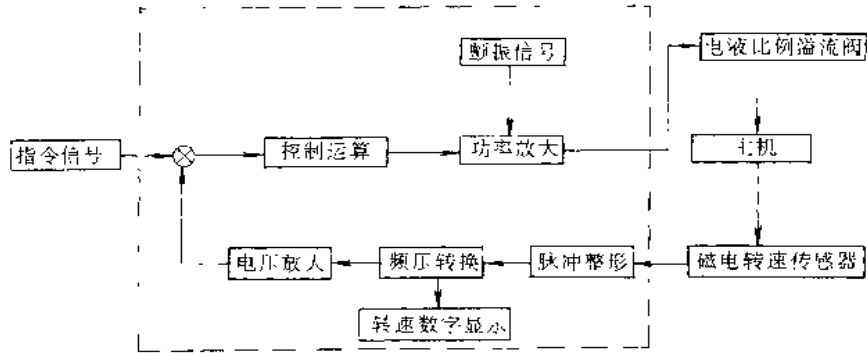 颤振信号
电液比例溢流阀
指令信号
控制运算
功率放大
电压放大
频压转换
脉冲整形
磁电转速传感器
转速数字显示